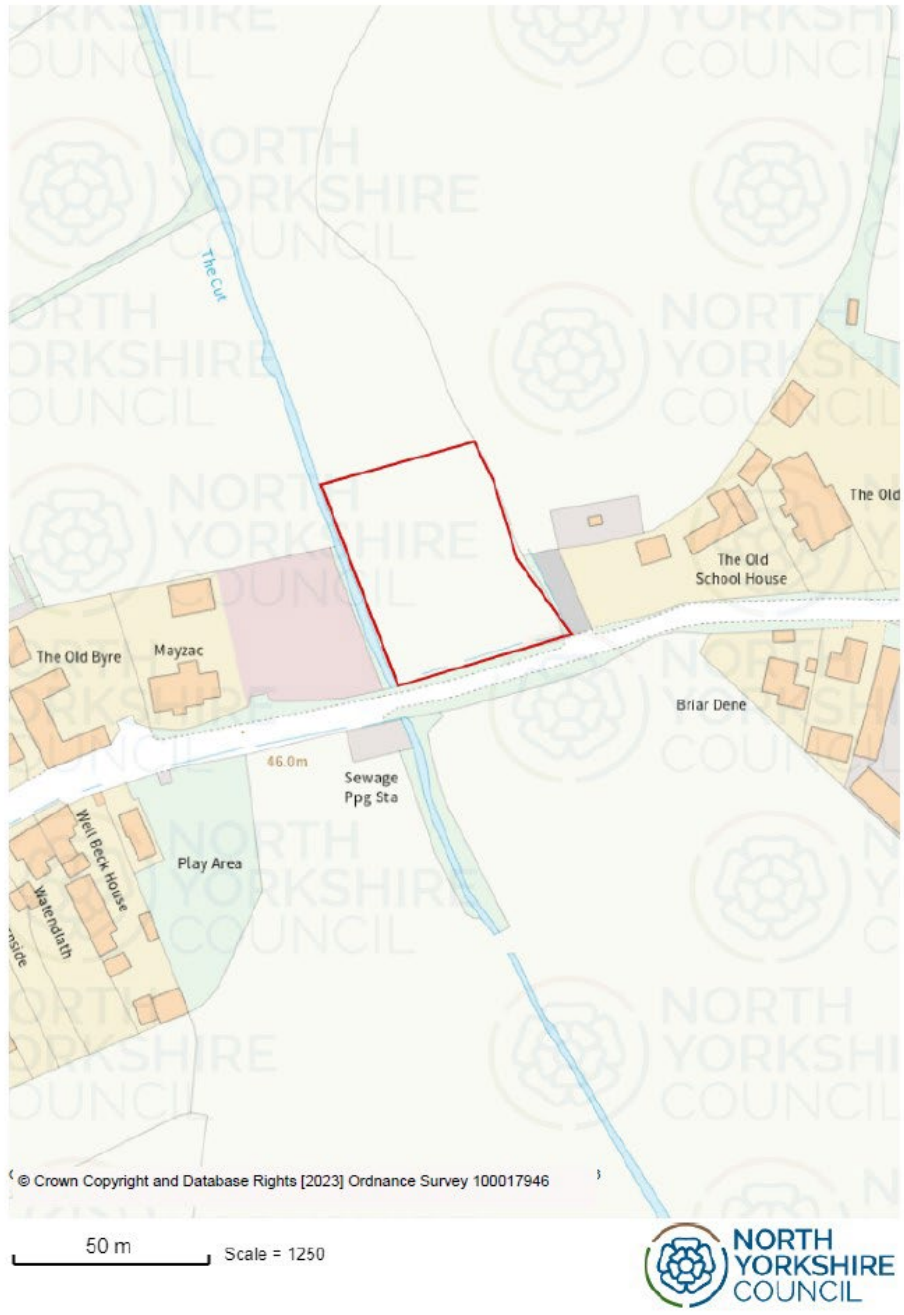 The Cut
The Old
The Old
School House
The Old Byre
Mayzac
Briar Dene
46.0m
Sewage
Ppg Sta
Well Beck House
Play Area
Watendlath
nside
© Crown Copyright and Database Rights [2023] Ordnance Survey 100017946
50 m
Scale = 1250
NORTH
YORKSHIRE
COUNCIL